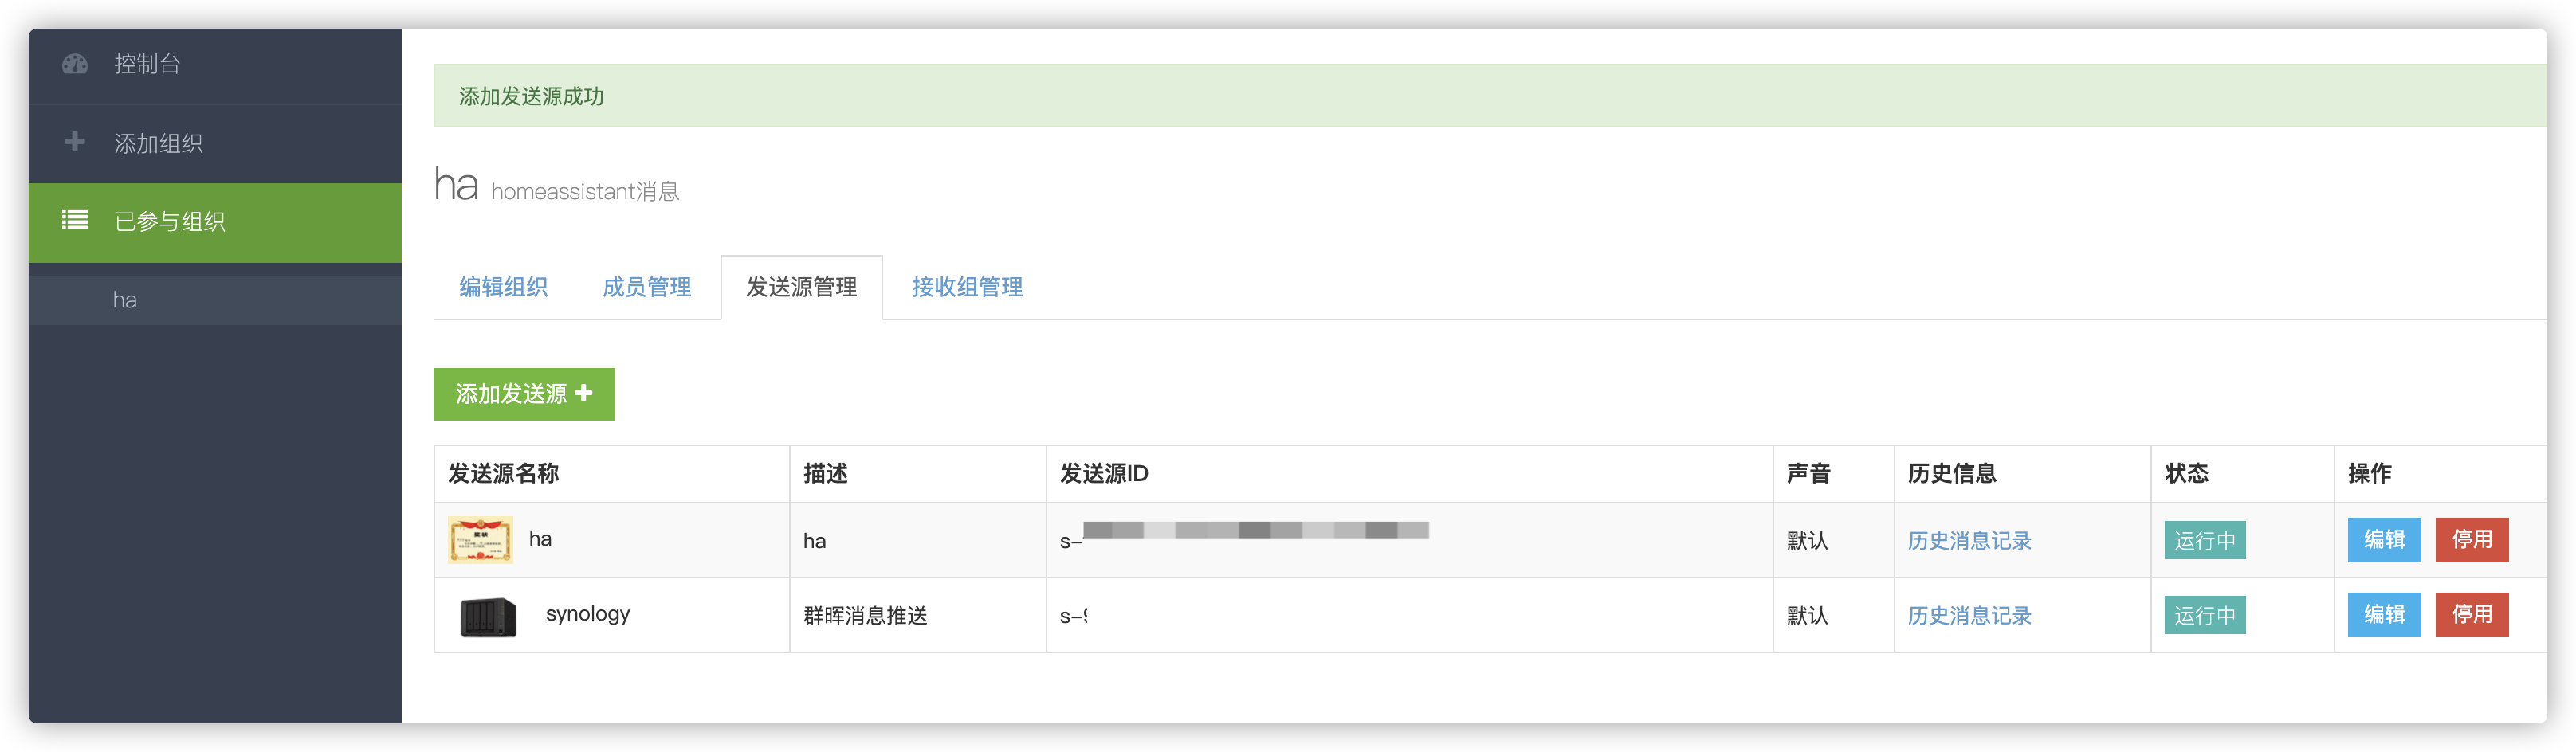 控制台
添加组织
已参与组织
ha
添加发送源成功
ha homeassistant消息
编辑组织 成员管理 发送源管理 接收组管理
添加发送源
发送源名称 描述 发送源ID 声音 历史信息 状态 操作
ha ha s- 默认 历史消息记录 运行中 编辑 停用
synology 群晖消息推送 s- 默认 历史消息记录 运行中 编辑 停用